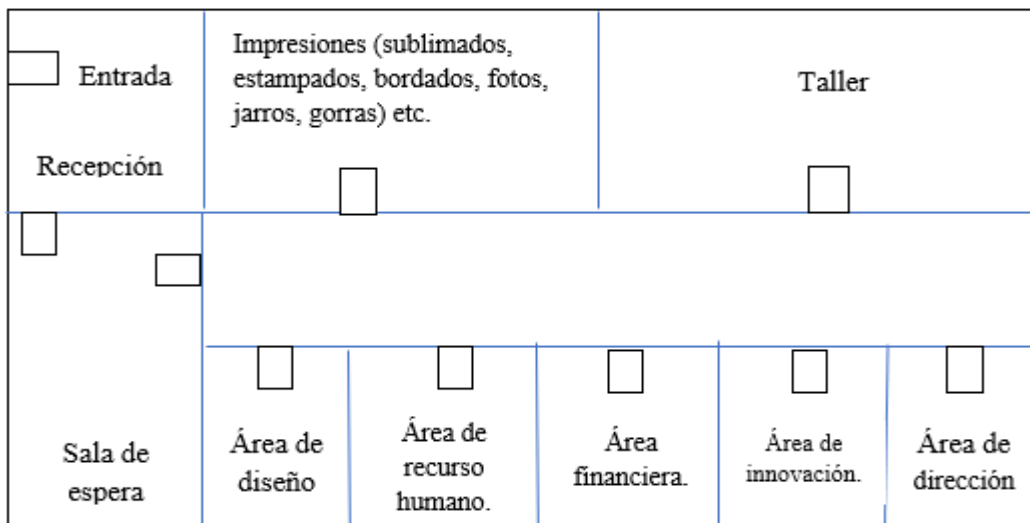 Entrada
Recepción
Impresiones (sublimados,
estampados, bordados, fotos,
jarros, gorras) etc.
Taller
Sala de
espera
Área de
diseño
Área de
recurso
humano.
Área
financiera.
Área de
innovación.
Área de
dirección